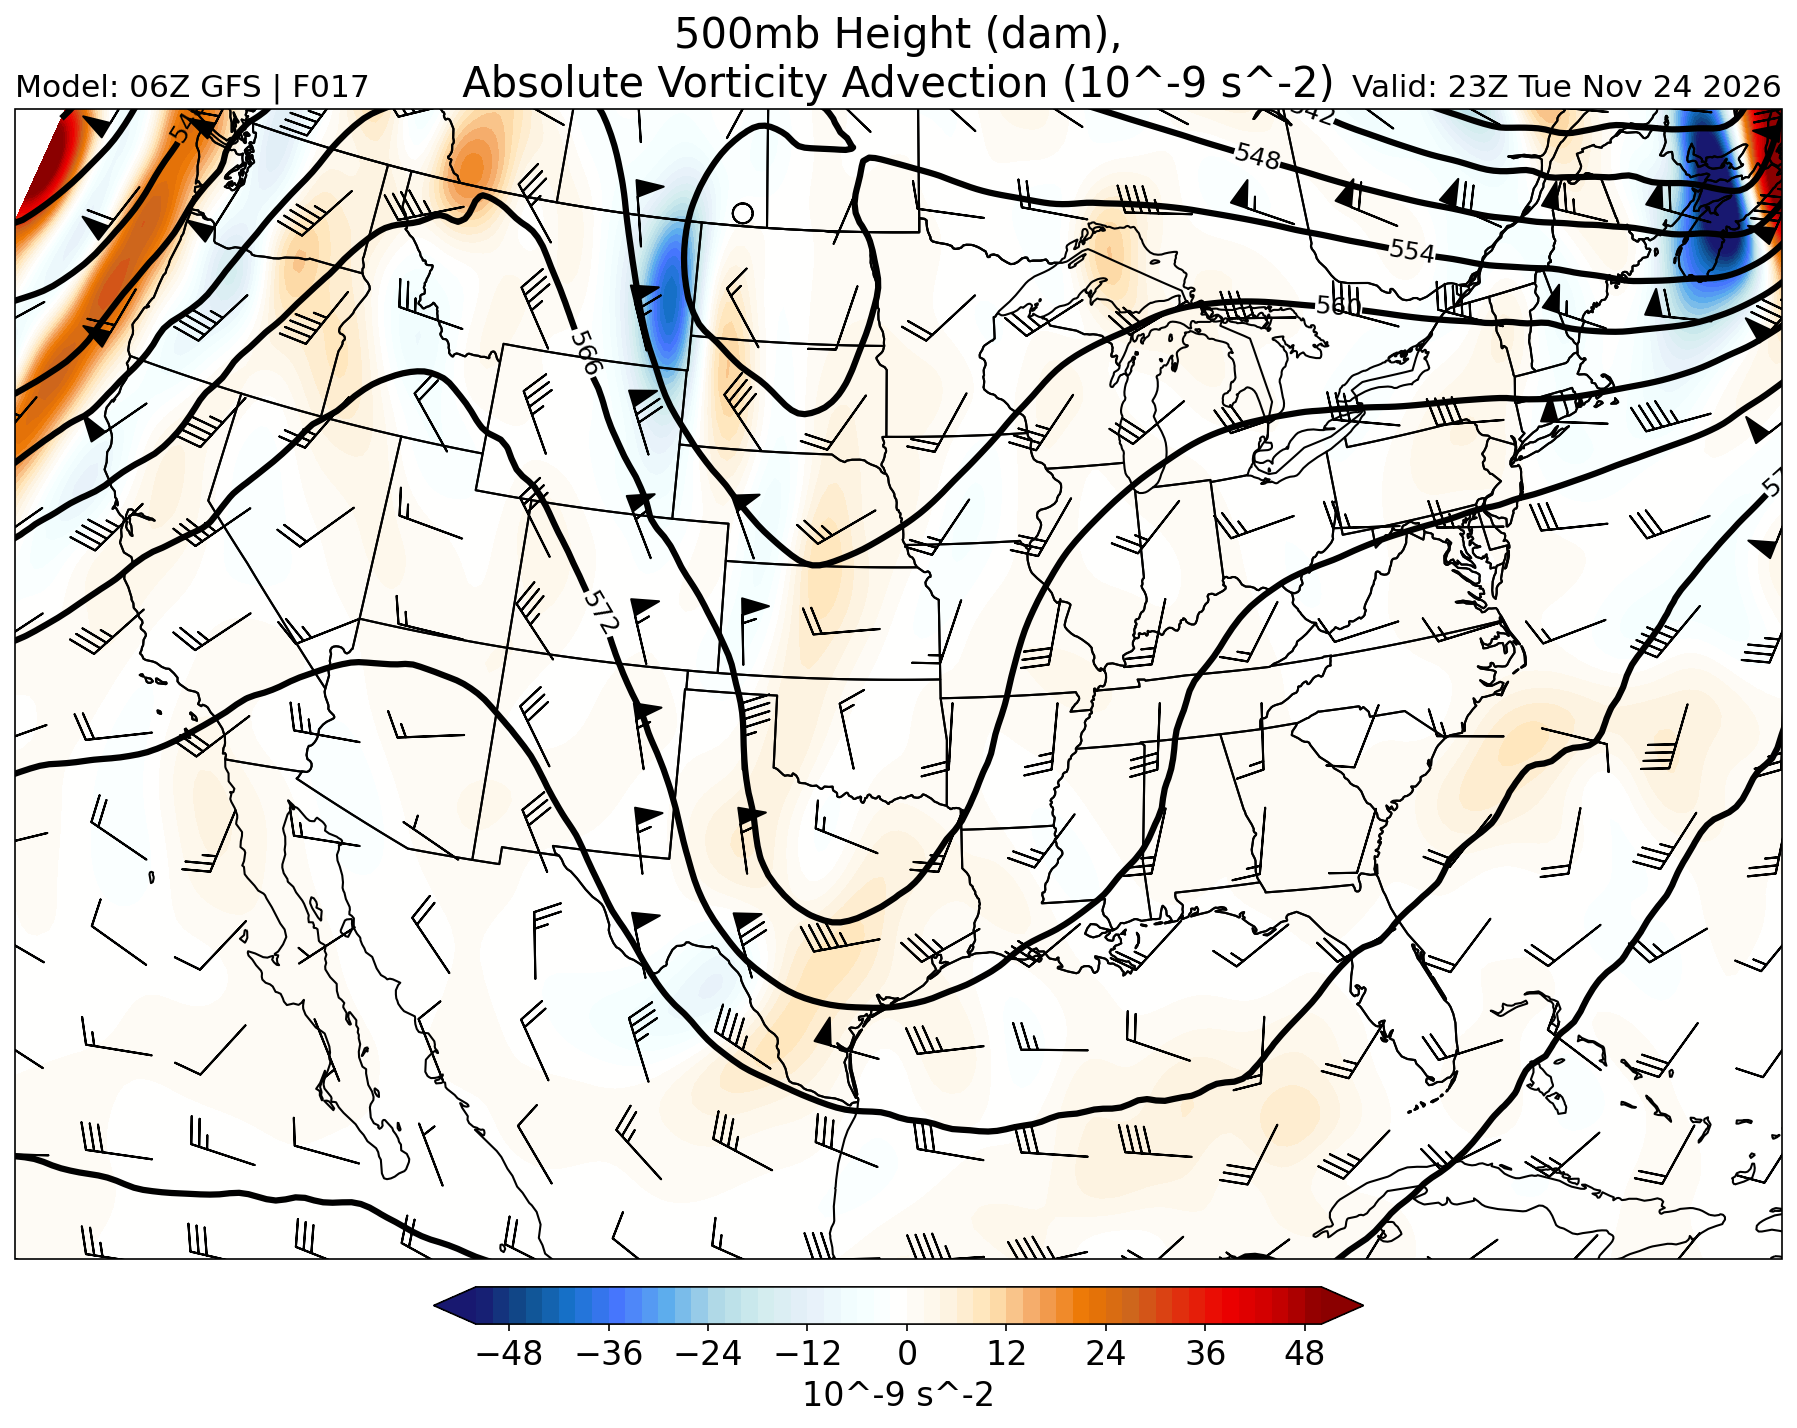 500mb Height (dam),
Model: 06Z GFS | F017
Absolute Vorticity Advection (10^-9 s^-2)
Valid: 23Z Tue Nov 24 2026
548
554
560
566
572
−48 −36 −24 −12 0 12 24 36 48
10^-9 s^-2